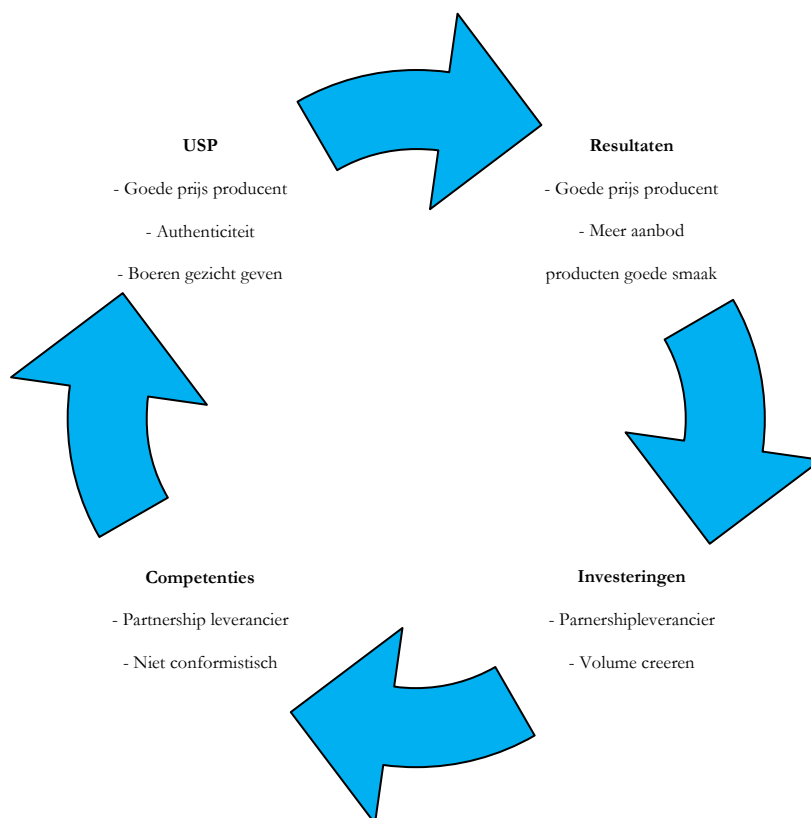 USP
- Goede prijs producent
- Authenticiteit
- Boeren gezicht geven
Resultaten
- Goede prijs producent
- Meer aanbod
producten goede smaak
Competenties
- Partnership leverancier
- Niet conformistisch
Investeringen
- Parnershipleverancier
- Volume creeren